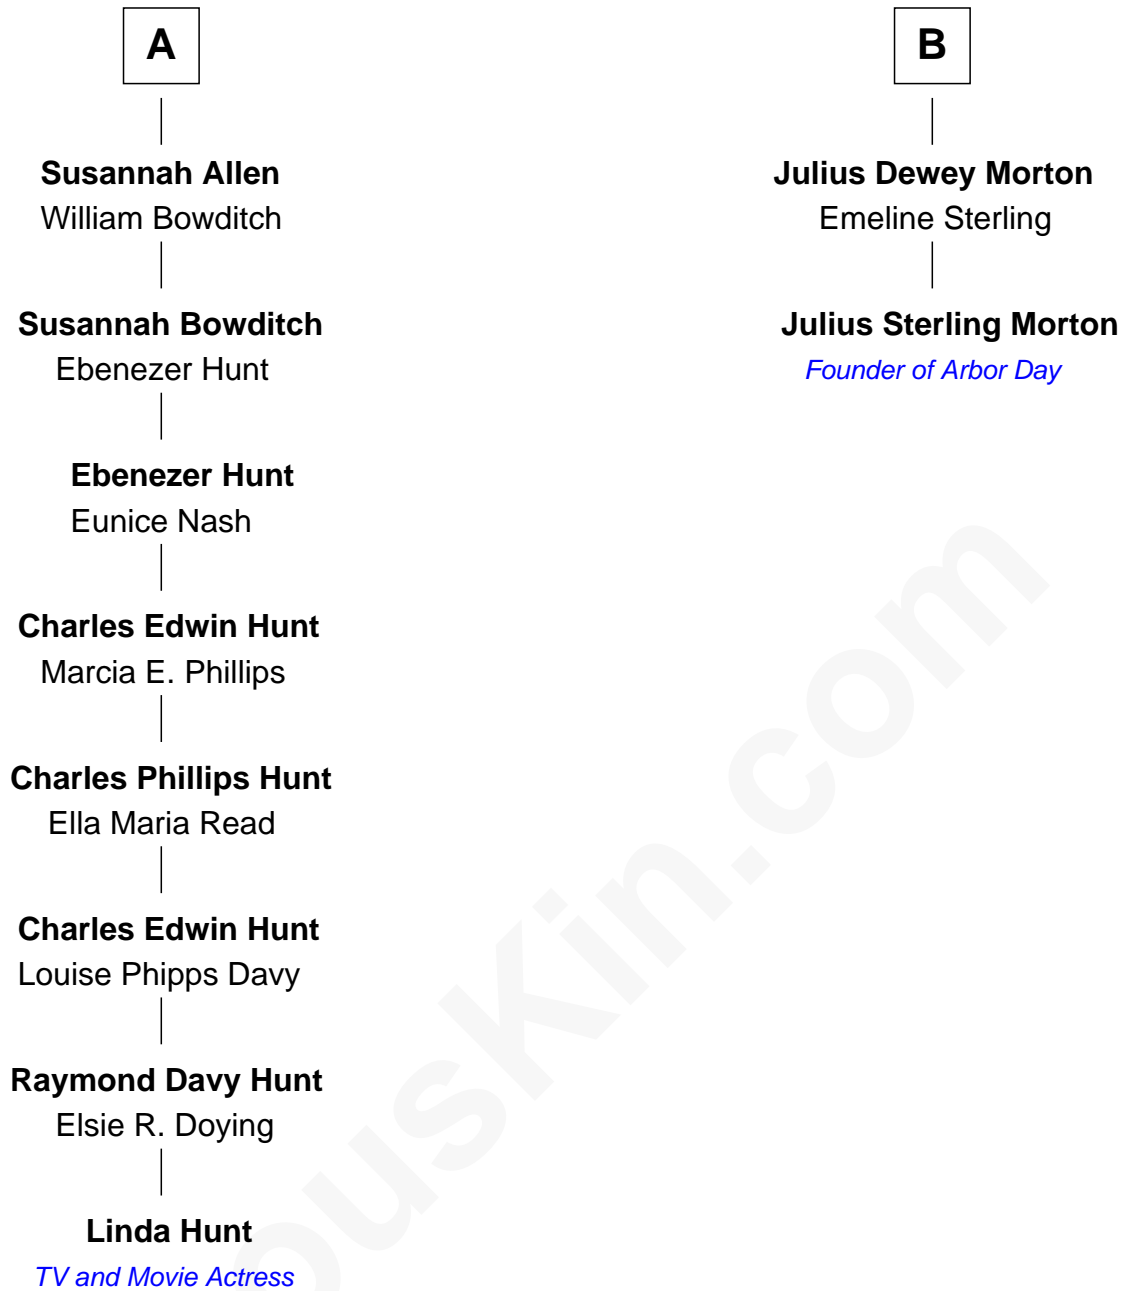 A
Susannah Allen
William Bowditch
Susannah Bowditch
Ebenezer Hunt
Ebenezer Hunt
Eunice Nash
Charles Edwin Hunt
Marcia E. Phillips
Charles Phillips Hunt
Ella Maria Read
Charles Edwin Hunt
Louise Phipps Davy
Raymond Davy Hunt
Elsie R. Doying
Linda Hunt
TV and Movie Actress
B
Julius Dewey Morton
Emeline Sterling
Julius Sterling Morton
Founder of Arbor Day
ousKin.com